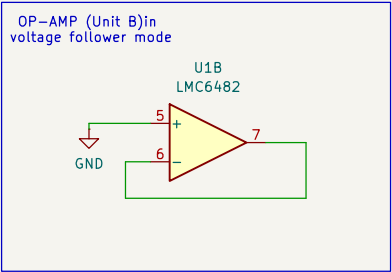 OP-AMP (Unit B)in
voltage follower mode
U1B
LMC6482
5
+
7
6
-
GND